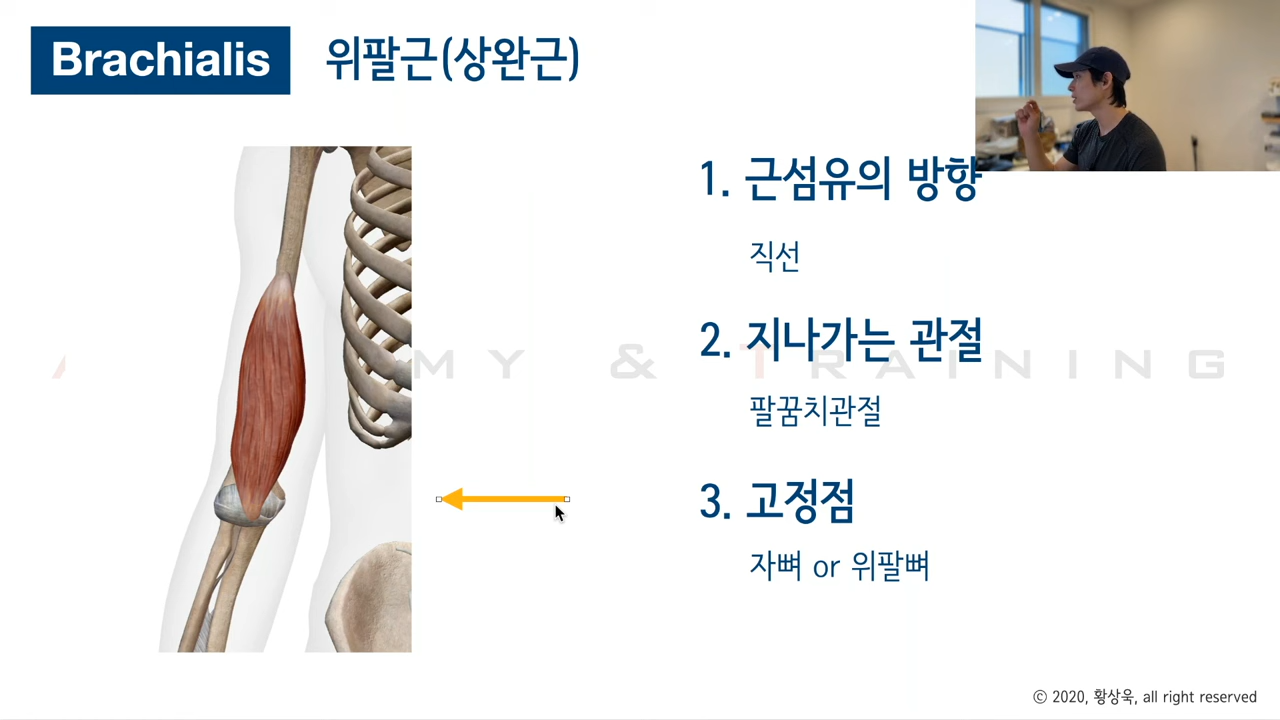 Brachialis 위팔근(상완근)
1. 근섬유의 방향
직선
2. 지나가는 관절
MY & TRAINING
팔꿈치관절
3. 고정점
자뼈 or 위팔뼈
© 2020, 황상욱, all right reserved